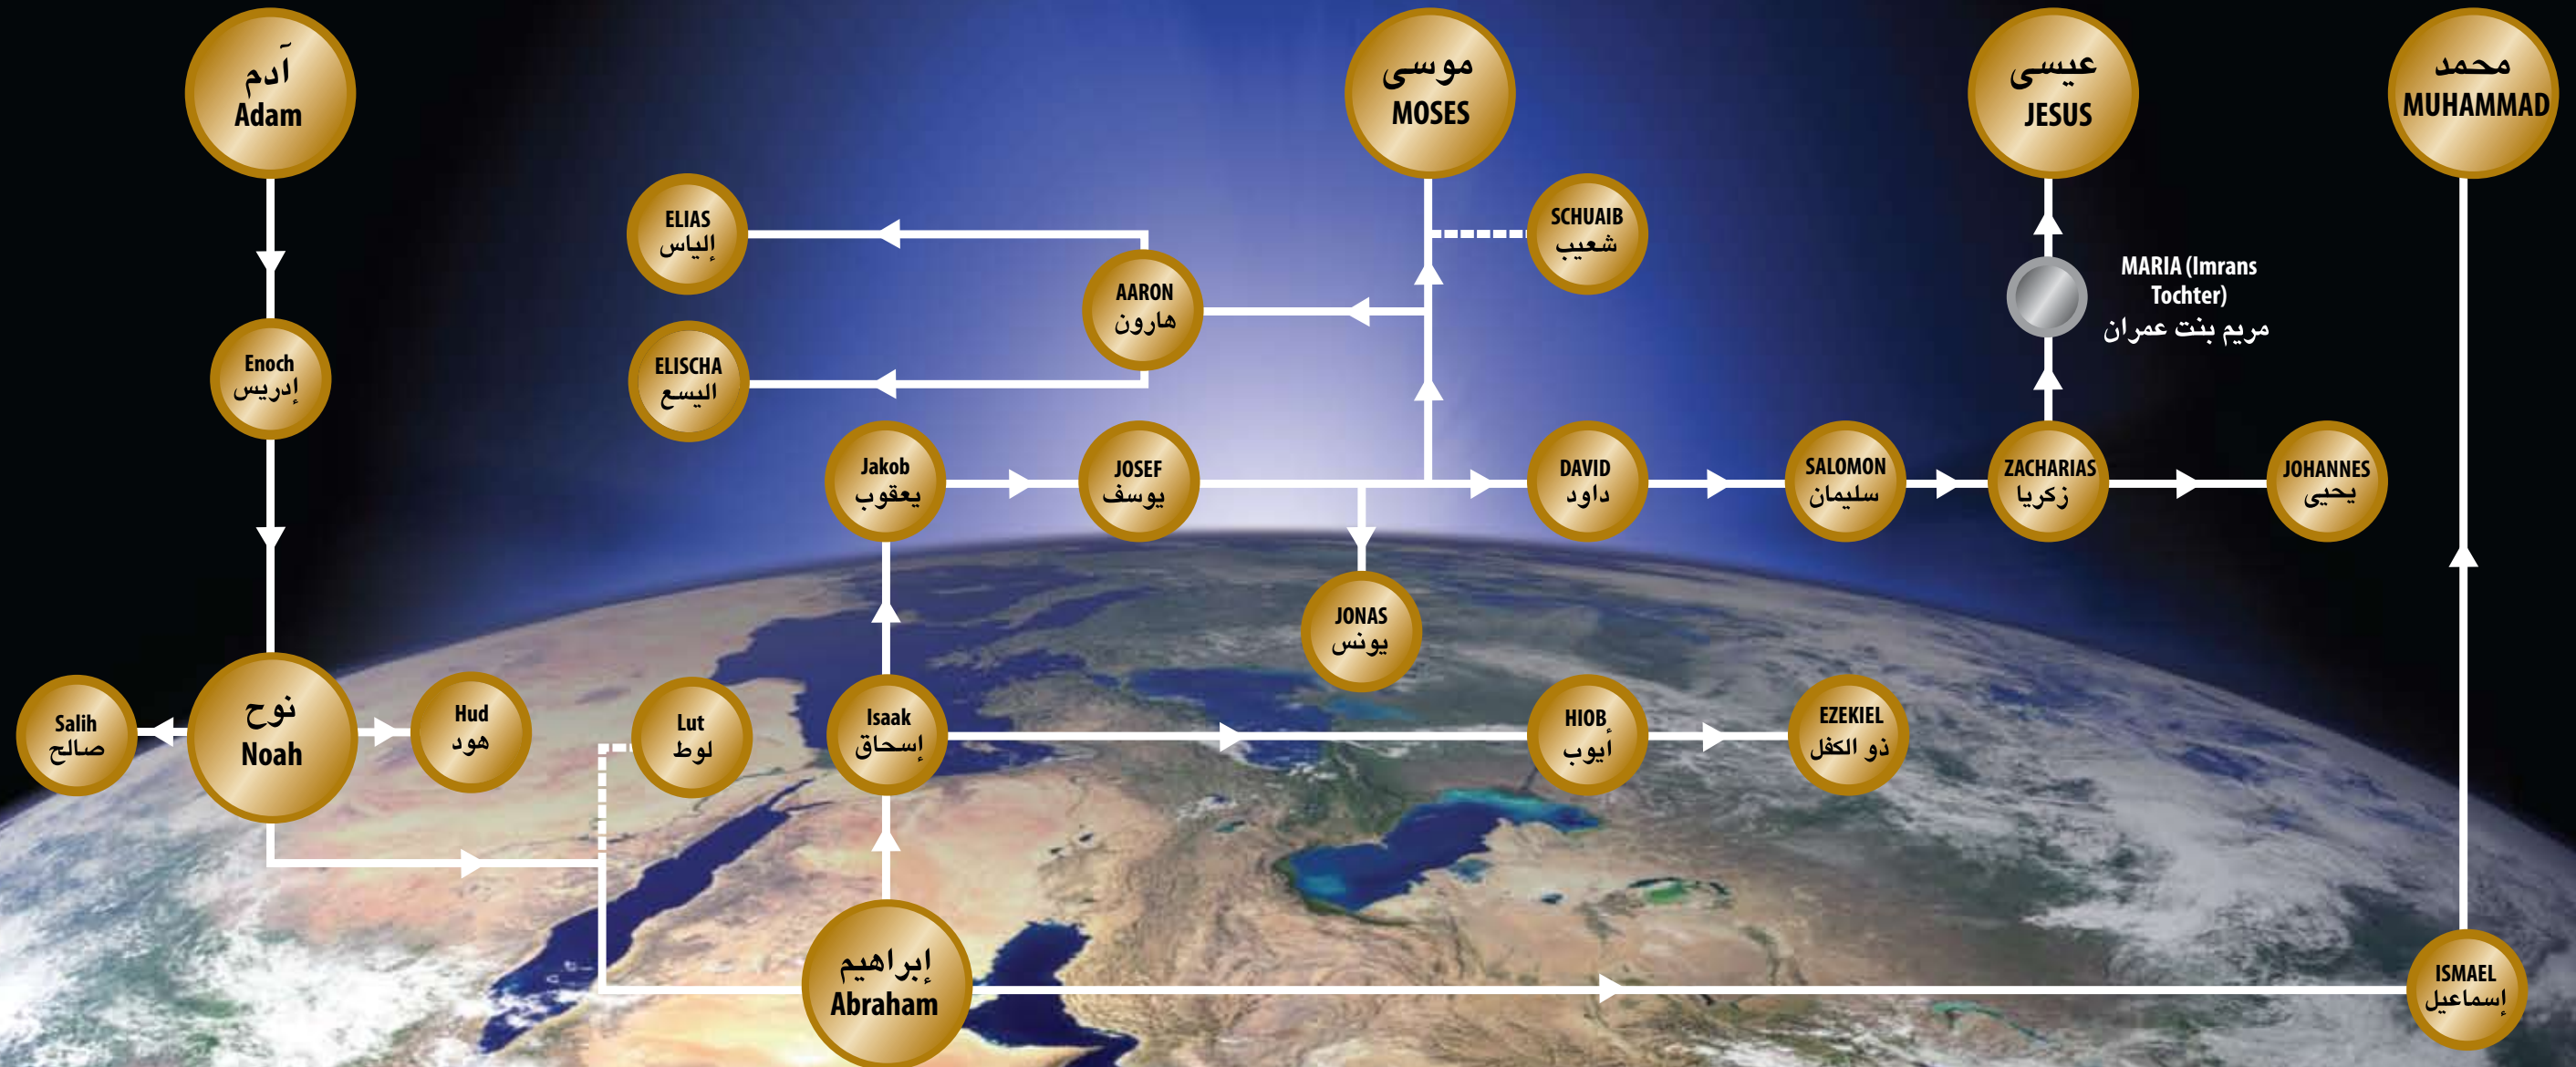 آدم
Adam
موسى
MOSES
عيسى
JESUS
محمد
MUHAMMAD
ELIAS
إلياس
SCHUAIB
شعيب
AARON
هارون
MARIA (Imrans
Tochter)
مريم بنت عمران
Enoch
إدريس
ELISCHA
اليسع
Jakob
يعقوب
JOSEF
يوسف
DAVID
داود
SALOMON
سليمان
ZACHARIAS
زكريا
JOHANNES
يحيى
JONAS
يونس
Salih
صالح
نوح
Noah
Hud
هود
Lut
لوط
Isaak
إسحاق
HIOB
أيوب
EZEKIEL
ذو الكفل
إبراهيم
Abraham
ISMAEL
إسماعيل